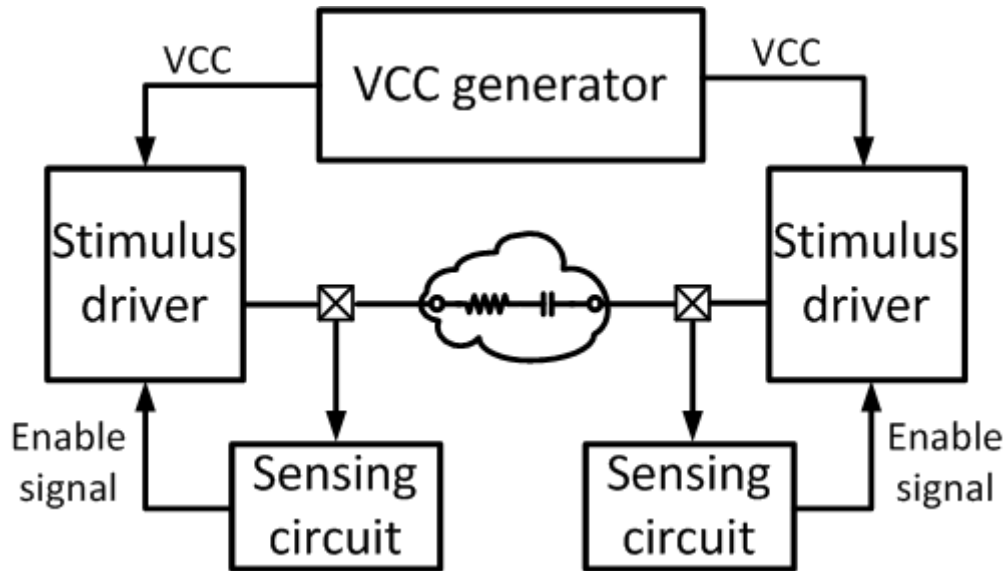 VCC
VCC generator
VCC
Stimulus
driver
Stimulus
driver
Enable
signal
Sensing
circuit
Sensing
circuit
Enable
signal